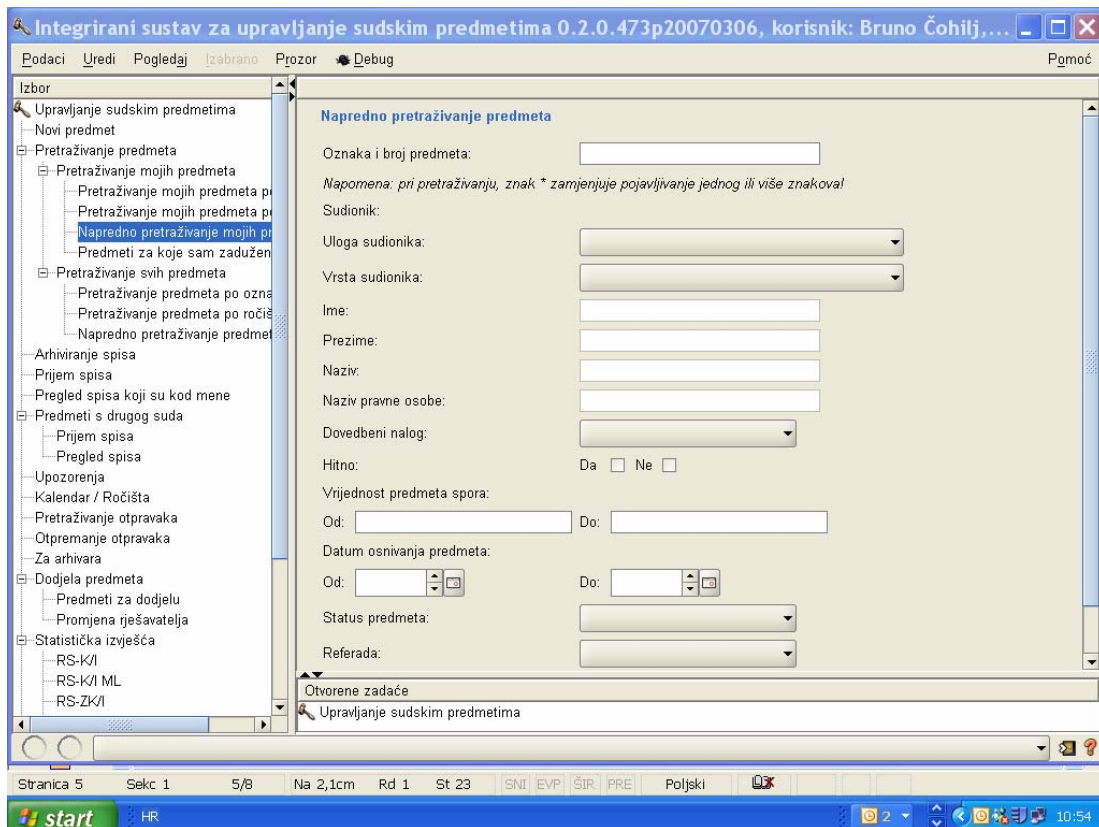 Integrirani sustav za upravljanje sudskim predmetima 0.2.0.473p20070306, korisnik: Bruno Čohilj,...
Podaci Uredi Pogledaj Izabrano Prozor Debug Pomoć
Izbor
Upravljanje sudskim predmetima
Novi predmet
Pretraživanje predmeta
Pretraživanje mojih predmeta
Pretraživanje mojih predmeta po
Pretraživanje mojih predmeta po
Napredno pretraživanje mojih pr
Predmeti za koje sam zadužen
Pretraživanje svih predmeta
Pretraživanje predmeta po ozna
Pretraživanje predmeta po ročiš
Napredno pretraživanje predmet
Arhiviranje spisa
Prijem spisa
Pregled spisa koji su kod mene
Predmeti s drugog suda
Prijem spisa
Pregled spisa
Upozorenja
Kalendar / Ročišta
Pretraživanje otpravaka
Otpremanje otpravaka
Za arhivara
Dodjela predmeta
Predmeti za dodjelu
Promjena rješavatelja
Statistička izvješća
RS-K/I
RS-K/I ML
RS-ZK/I
Napredno pretraživanje predmeta
Oznaka i broj predmeta:
Napomena: pri pretraživanju, znak * zamjenjuje pojavljivanje jednog ili više znakova!
Sudionik:
Uloga sudionika:
Vrsta sudionika:
Ime:
Prezime:
Naziv:
Naziv pravne osobe:
Dovedbeni nalog:
Hitno: Da Ne
Vrijednost predmeta spora:
Od: Do:
Datum osnivanja predmeta:
Od: Do:
Status predmeta:
Referada:
Otvorene zadaće
Upravljanje sudskim predmetima
Stranica 5 Sekc 1 5/8 Na 2,1cm Rd 1 St 23 SNI EVP ŠIR PRE Poljski
start HR 2 10:54